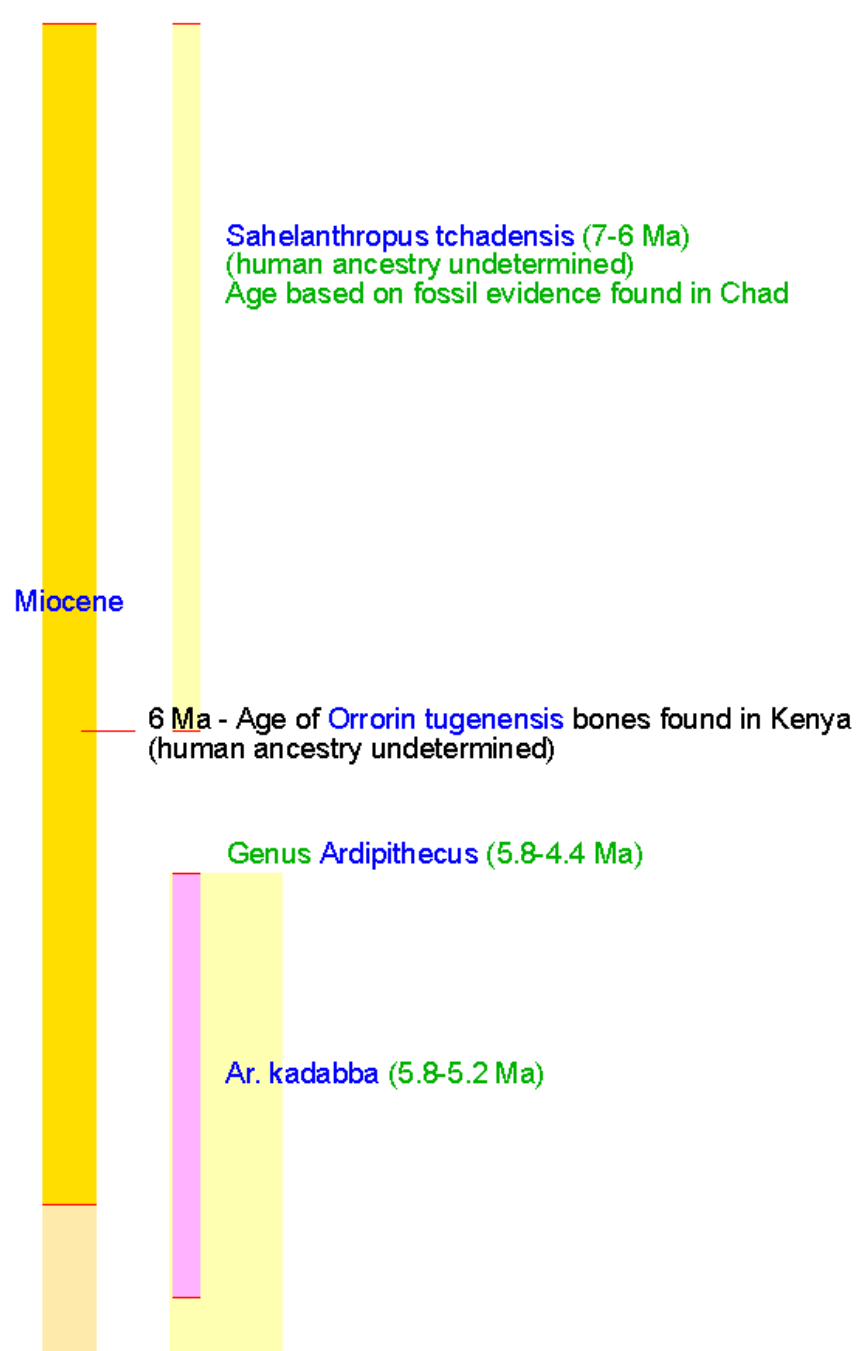 Sahelanthropus tchadensis (7-6 Ma)
(human ancestry undetermined)
Age based on fossil evidence found in Chad
Miocene
6 Ma - Age of Orrorin tugenensis bones found in Kenya
(human ancestry undetermined)
Genus Ardipithecus (5.8-4.4 Ma)
Ar. kadabba (5.8-5.2 Ma)